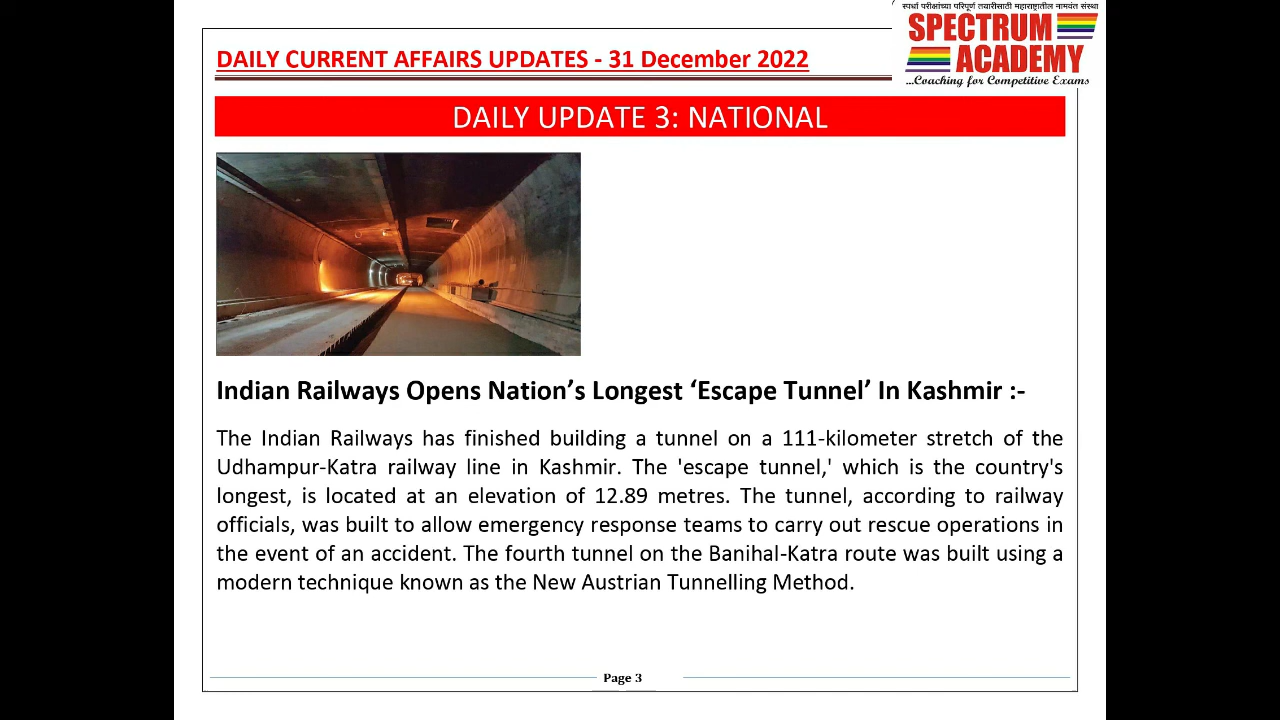 स्पर्धा परीक्षांच्या परिपूर्ण तयारीसाठी महाराष्ट्रातील नामवंत संस्था
SPECTRUM
ACADEMY
...Coaching for Competitive Exams
DAILY CURRENT AFFAIRS UPDATES - 31 December 2022
DAILY UPDATE 3: NATIONAL
Indian Railways Opens Nation’s Longest ‘Escape Tunnel’ In Kashmir :-
The Indian Railways has finished building a tunnel on a 111-kilometer stretch of the
Udhampur-Katra railway line in Kashmir. The 'escape tunnel,' which is the country's
longest, is located at an elevation of 12.89 metres. The tunnel, according to railway
officials, was built to allow emergency response teams to carry out rescue operations in
the event of an accident. The fourth tunnel on the Banihal-Katra route was built using a
modern technique known as the New Austrian Tunnelling Method.
Page 3